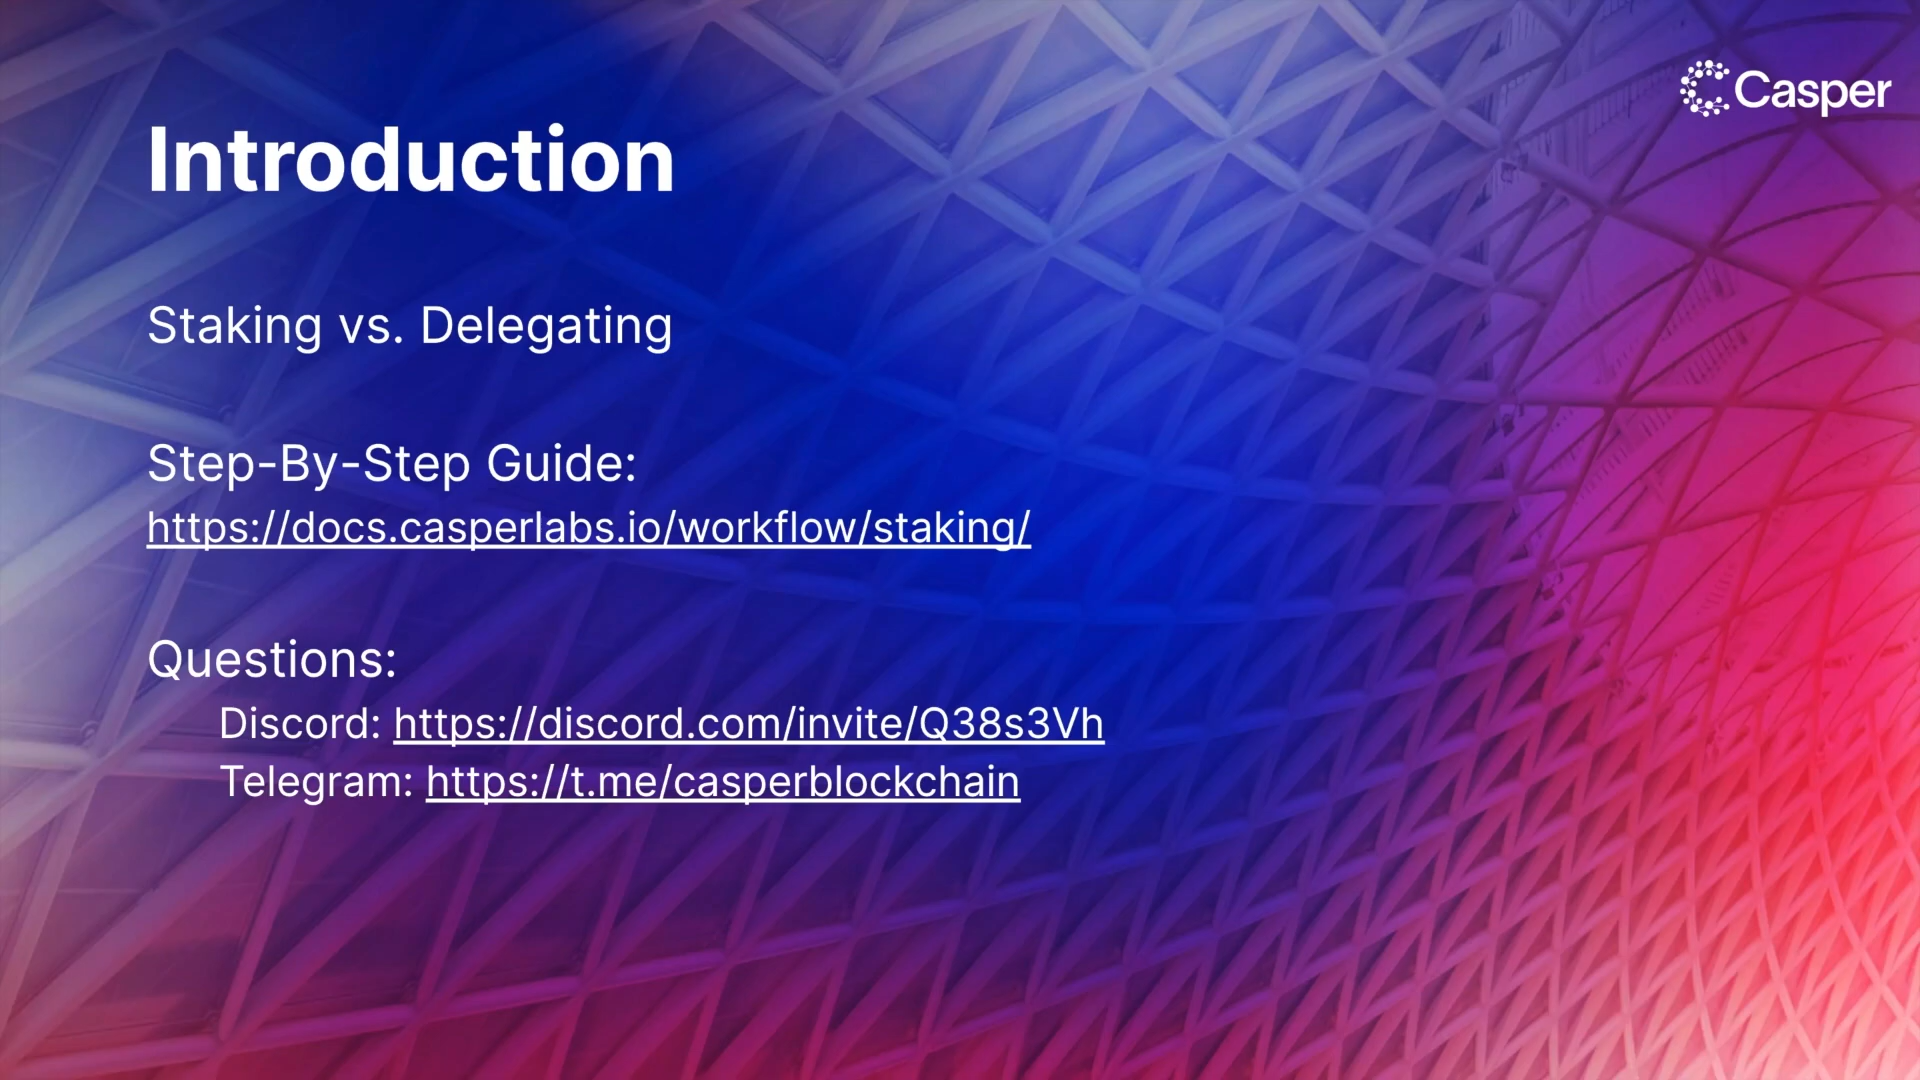 Casper
Introduction
Staking vs. Delegating
Step-By-Step Guide:
https://docs.casperlabs.io/workflow/staking/
Questions:
Discord: https://discord.com/invite/Q38s3Vh
Telegram: https://t.me/casperblockchain